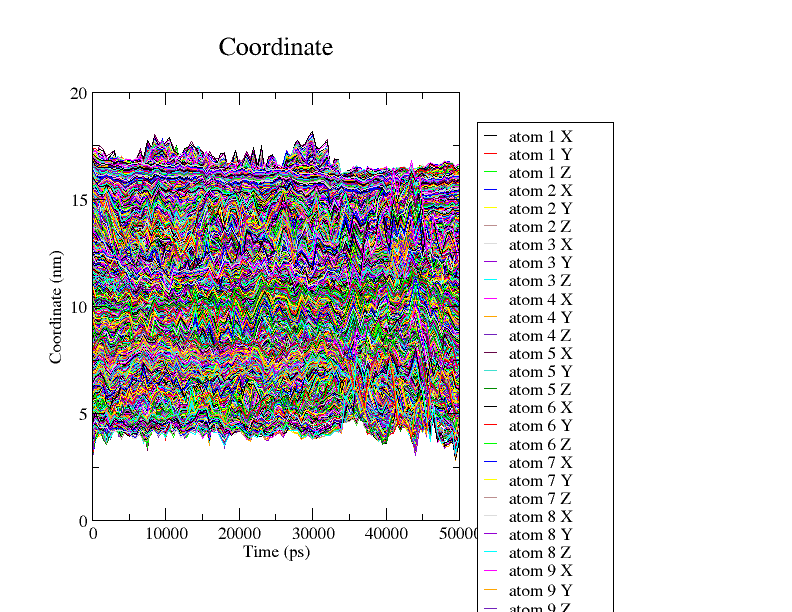 Coordinate
20
15
10
5
0
Coordinate (nm)
0 10000 20000 30000 40000 50000
Time (ps)
atom 1 X
atom 1 Y
atom 1 Z
atom 2 X
atom 2 Y
atom 2 Z
atom 3 X
atom 3 Y
atom 3 Z
atom 4 X
atom 4 Y
atom 4 Z
atom 5 X
atom 5 Y
atom 5 Z
atom 6 X
atom 6 Y
atom 6 Z
atom 7 X
atom 7 Y
atom 7 Z
atom 8 X
atom 8 Y
atom 8 Z
atom 9 X
atom 9 Y
atom 9 Z